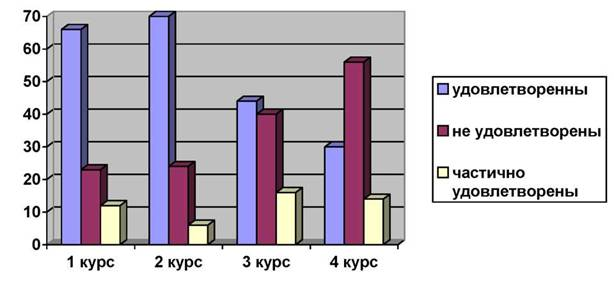 70
60
50
40
30
20
10
0
1 курс 2 курс 3 курс 4 курс
удовлетворенны
не удовлетворены
частично
удовлетворены